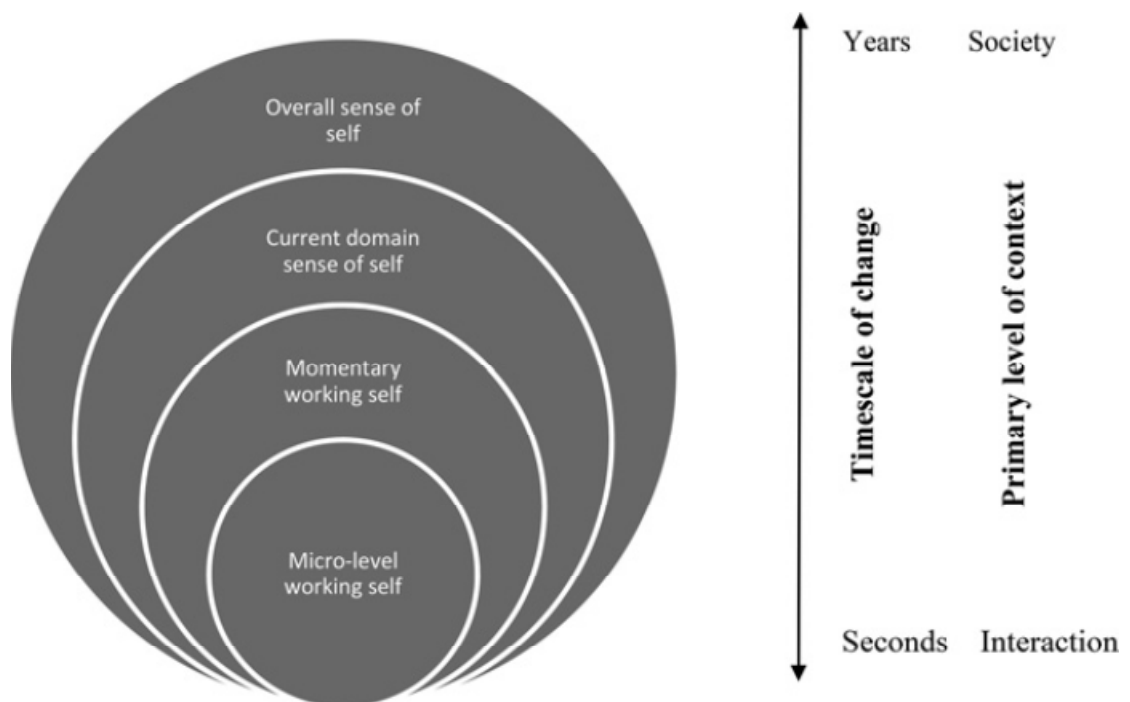 Overall sense of
self
Current domain
sense of self
Momentary
working self
Micro-level
working self
Years Society
Timescale of change
Primary level of context
Seconds Interaction